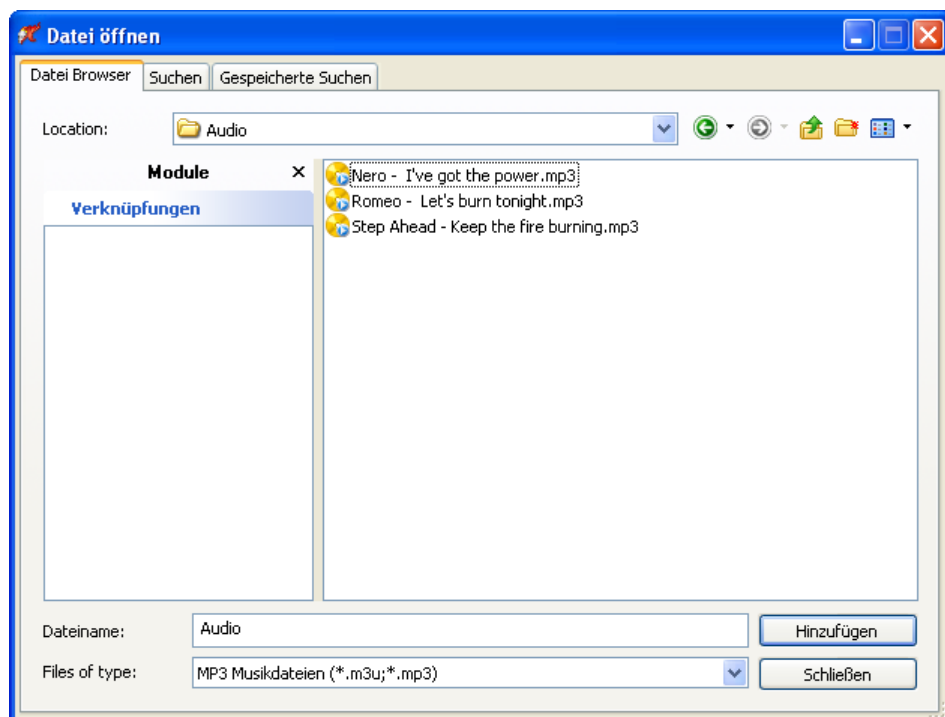 Datei öffnen
Datei Browser Suchen Gespeicherte Suchen
Location: Audio
Module
Verknüpfungen
Nero - I've got the power.mp3
Romeo - Let's burn tonight.mp3
Step Ahead - Keep the fire burning.mp3
Dateiname: Audio Hinzufügen
Files of type: MP3 Musikdateien (*.m3u;*.mp3) Schließen